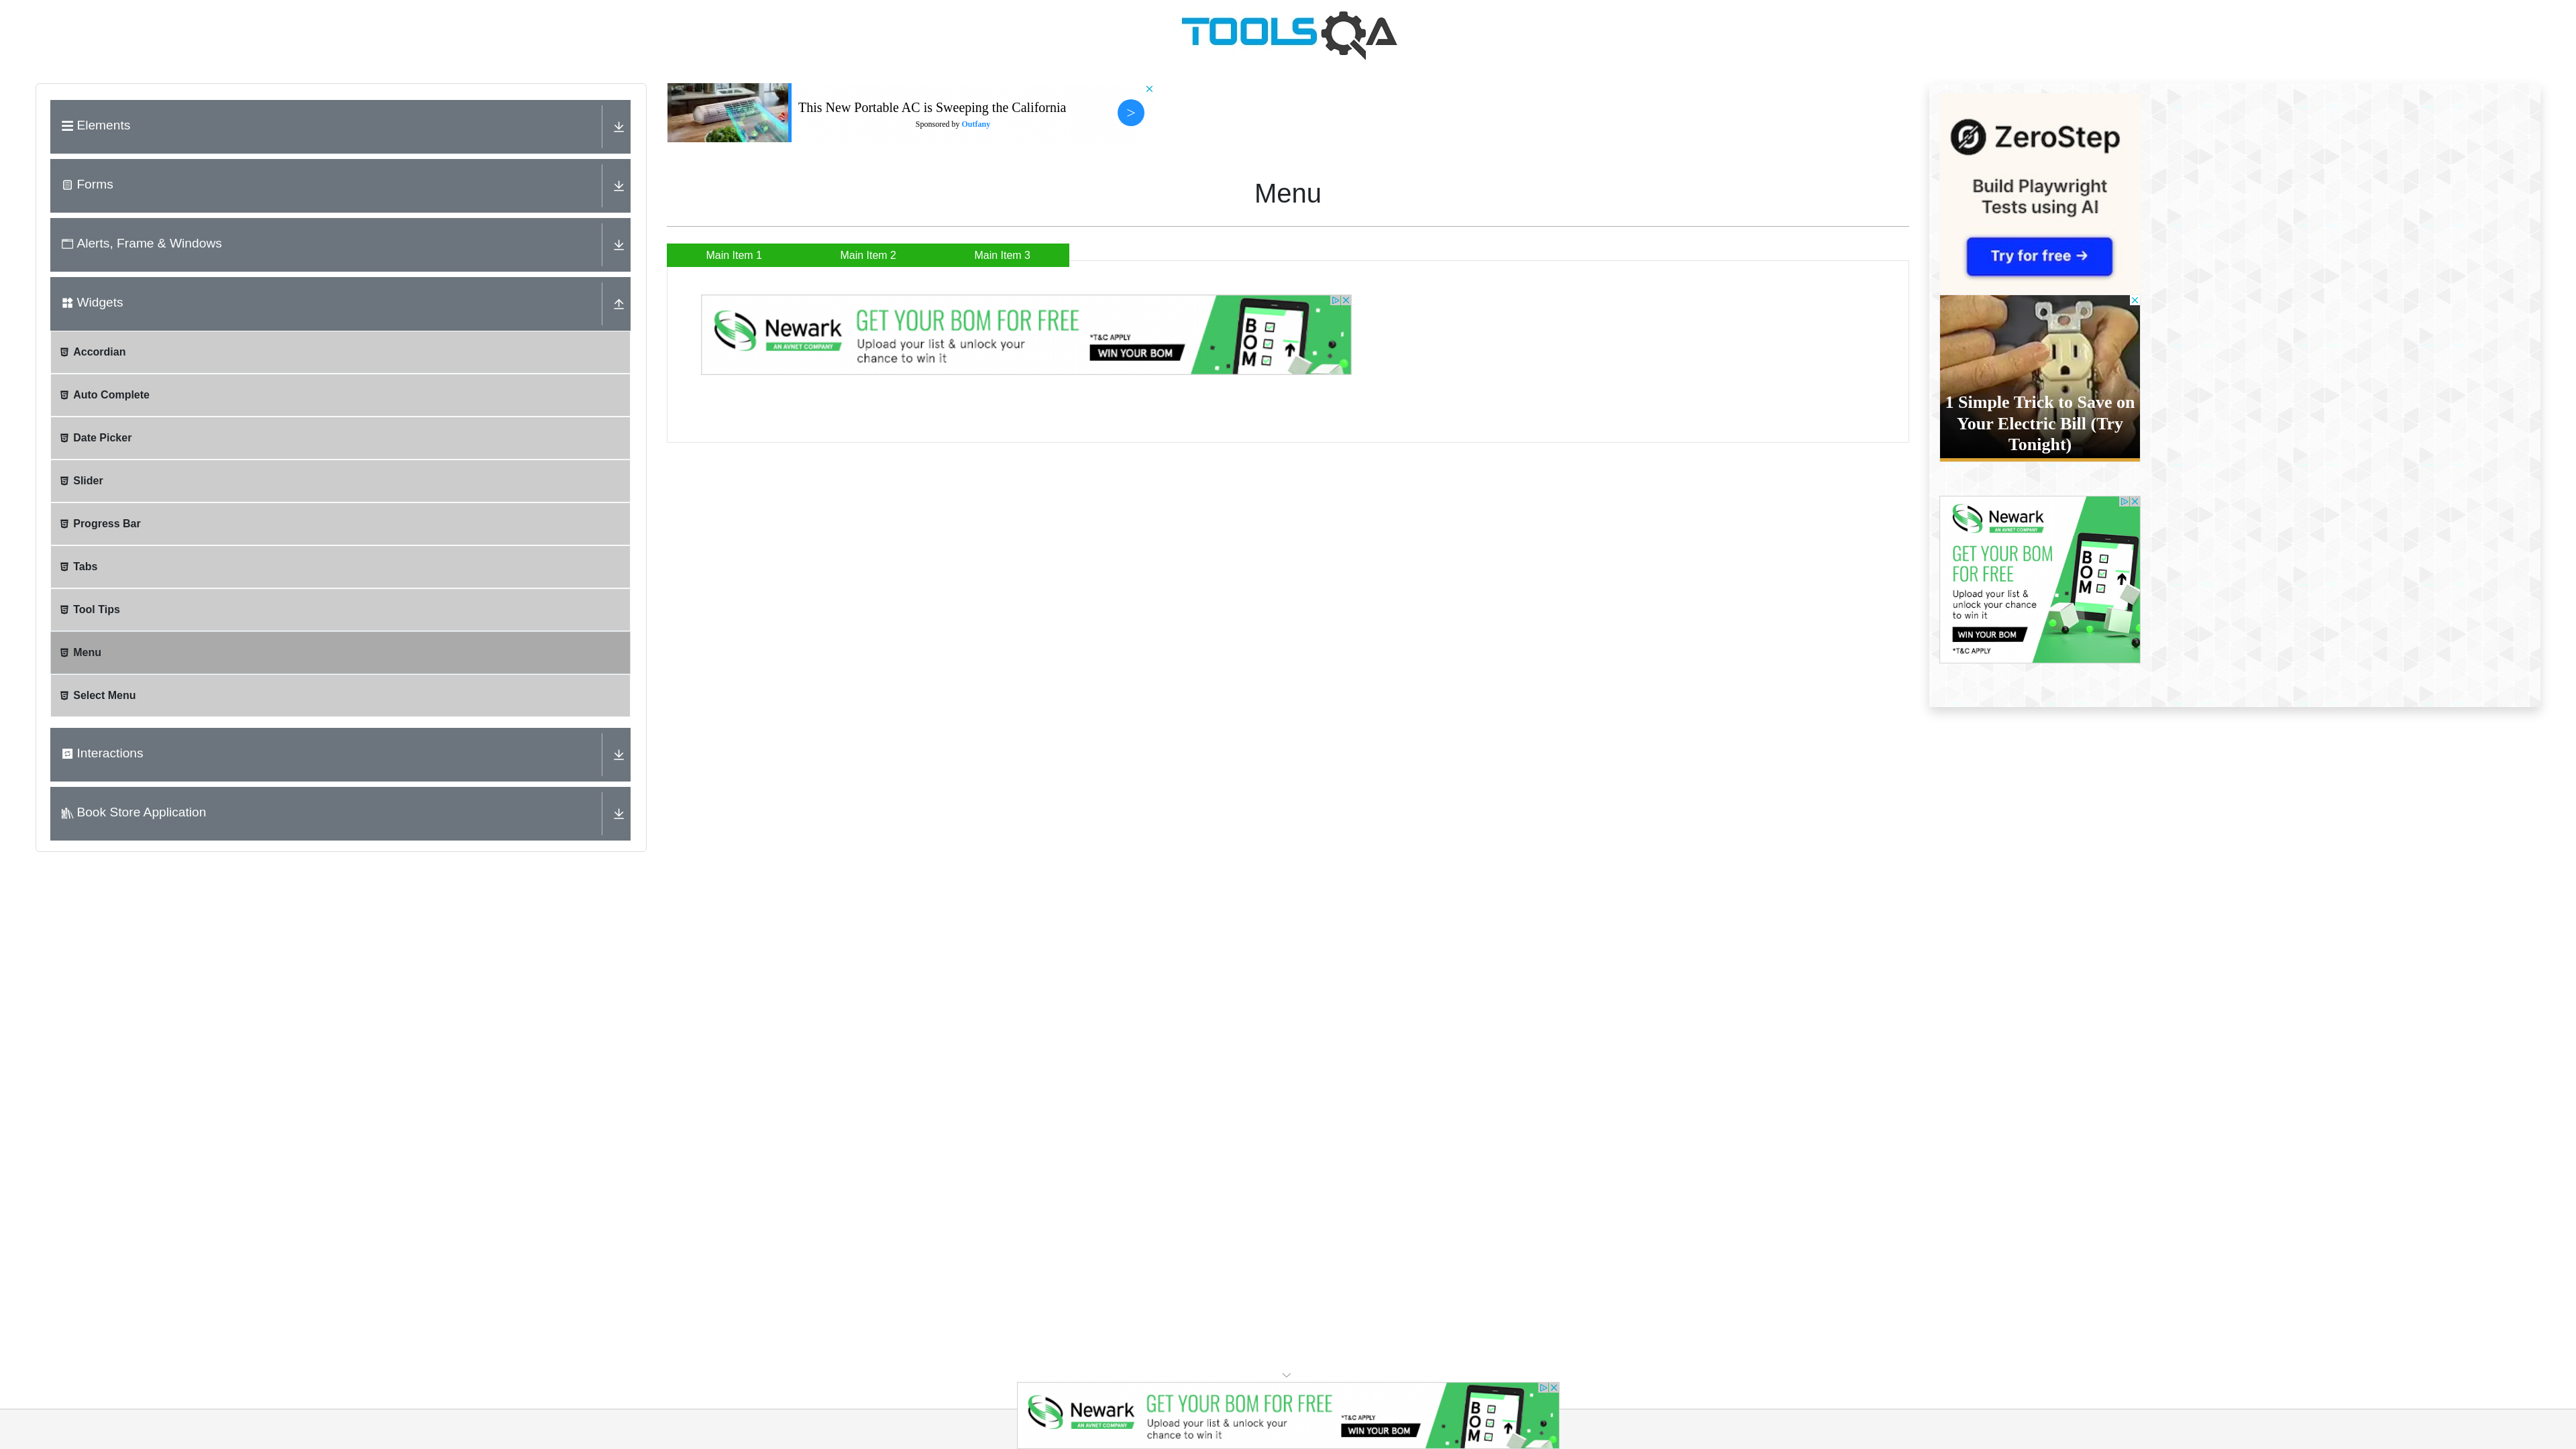 TOOLSQA
Elements
Forms
Alerts, Frame & Windows
Widgets
Accordian
Auto Complete
Date Picker
Slider
Progress Bar
Tabs
Tool Tips
Menu
Select Menu
Interactions
Book Store Application
This New Portable AC is Sweeping the California
Sponsored by Outfany
>
Menu
Main Item 1
Main Item 2
Main Item 3
Newark
AN AVNET COMPANY
GET YOUR BOM FOR FREE
Upload your list & unlock your
chance to win it
*T&C APPLY
WIN YOUR BOM
BOM
ZeroStep
Build Playwright
Tests using AI
Try for free →
1 Simple Trick to Save on
Your Electric Bill (Try
Tonight)
Newark
AN AVNET COMPANY
GET YOUR BOM
FOR FREE
Upload your list &
unlock your chance
to win it
WIN YOUR BOM
*T&C APPLY
BOM
Newark
AN AVNET COMPANY
GET YOUR BOM FOR FREE
Upload your list & unlock your
chance to win it
*T&C APPLY
WIN YOUR BOM
BOM